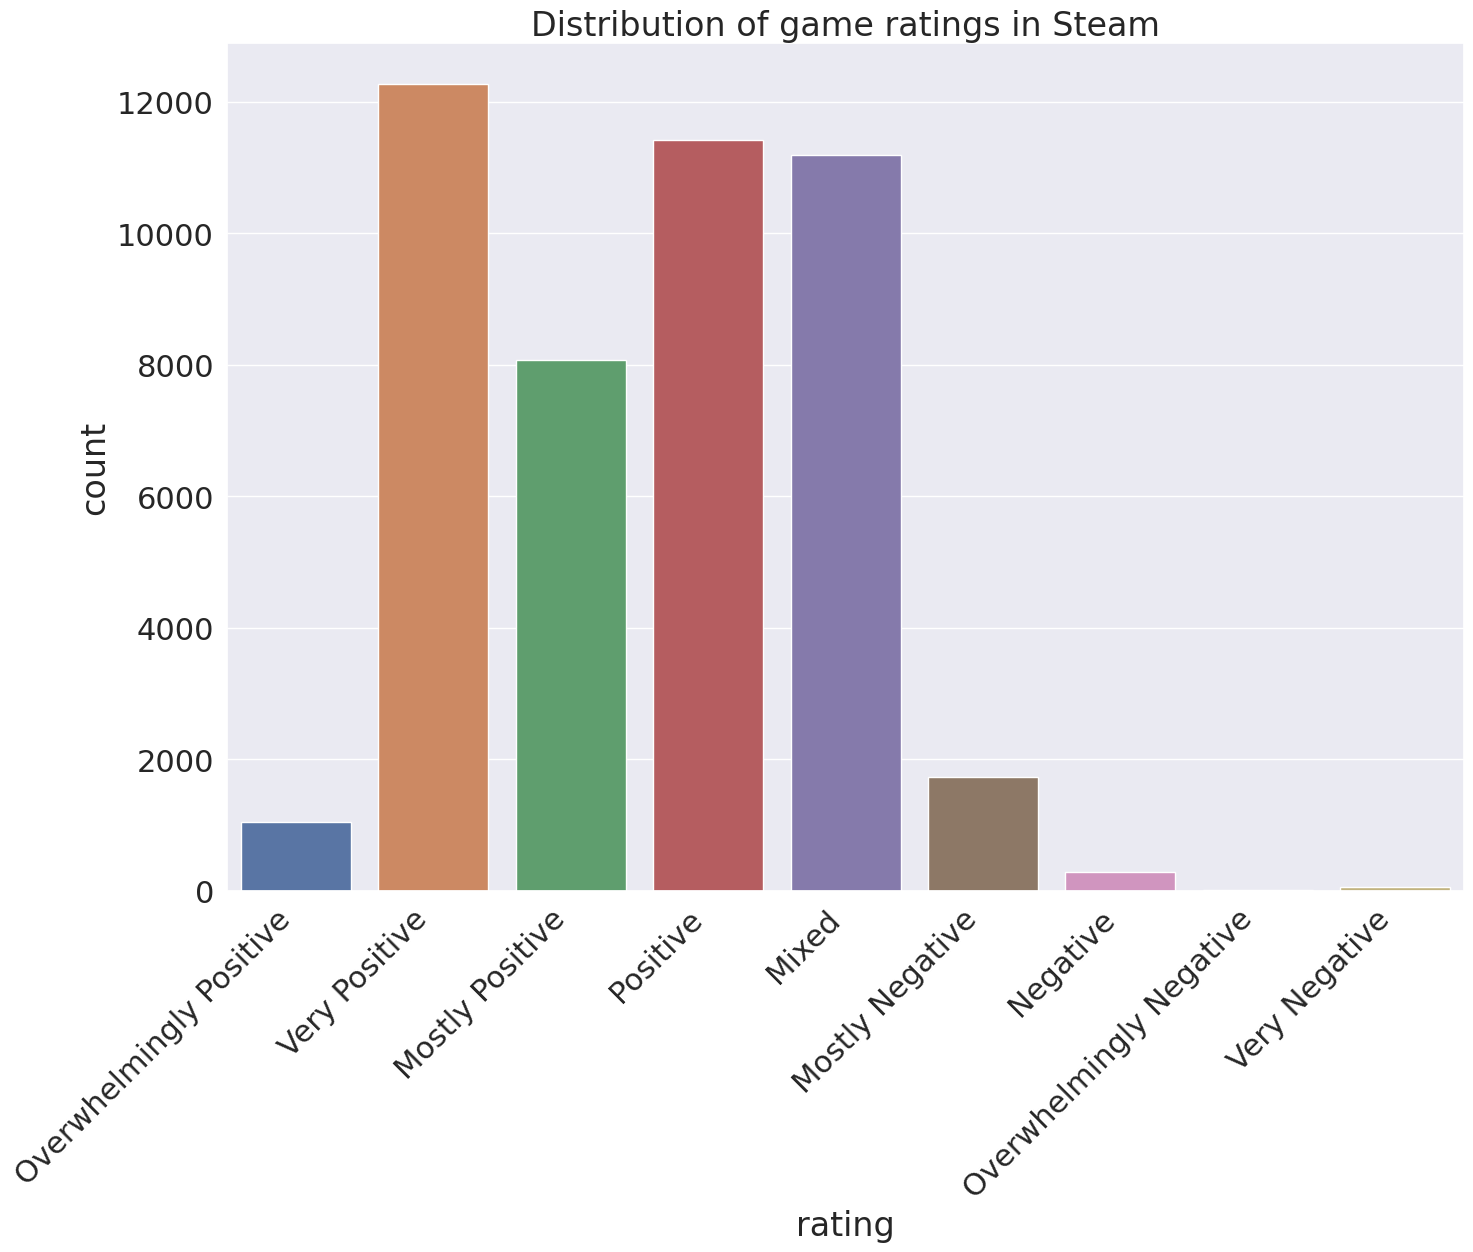 Distribution of game ratings in Steam
12000
10000
8000
6000
4000
2000
0
count
Overwhelmingly Positive
Very Positive
Mostly Positive
Positive
Mixed
Mostly Negative
Negative
Overwhelmingly Negative
Very Negative
rating